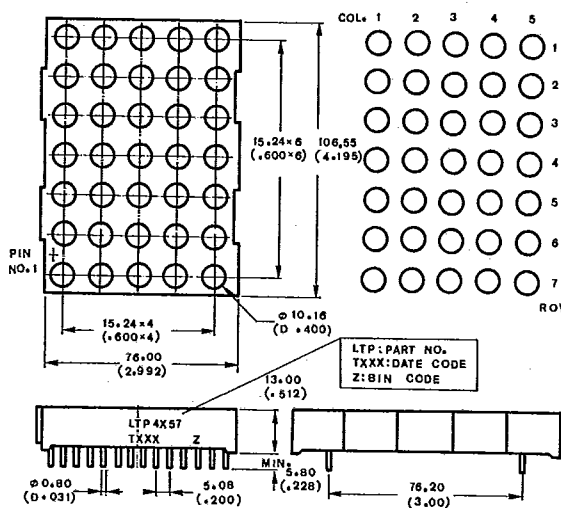 COL. 1 2 3 4 5
1
2
3
4
5
6
7
ROW
15.24×6
(.600×6)
106.55
(4.195)
PIN
NO.1
15.24×4
(.600×4)
76.00
(2.992)
φ10.16
(D .400)
LTP:PART NO.
TXXX:DATE CODE
Z:BIN CODE
13.00
(.512)
LTP4X57
TXXX Z
MIN.
5.80
(.228)
φ0.80
(D.031)
5.08
(.200)
76.20
(3.00)